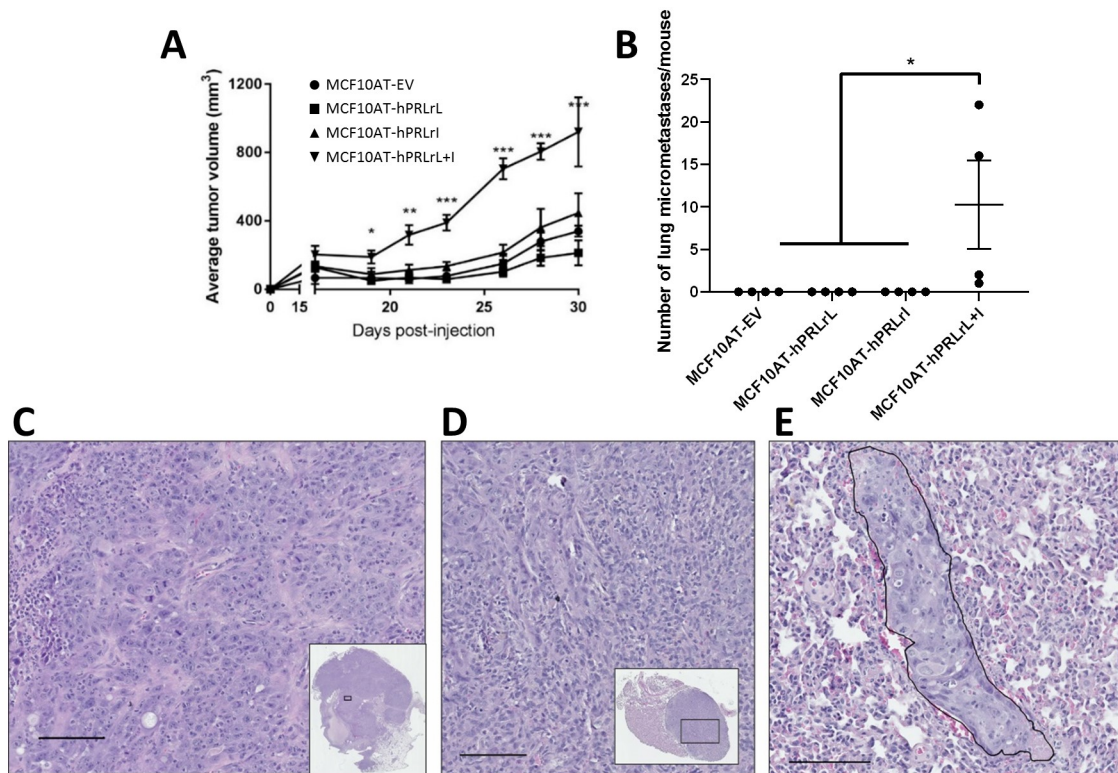 A
Average tumor volume (mm³)
1200
800
400
0
0
15
20
25
30
Days post-injection
MCF10AT-EV
MCF10AT-hPRLrL
MCF10AT-hPRLrI
MCF10AT-hPRLrL+I
*
**
***
***
***
***
B
Number of lung micrometastases/mouse
25
20
15
10
5
0
*
MCF10AT-EV
MCF10AT-hPRLrL
MCF10AT-hPRLrI
MCF10AT-hPRLrL+I
C
D
E